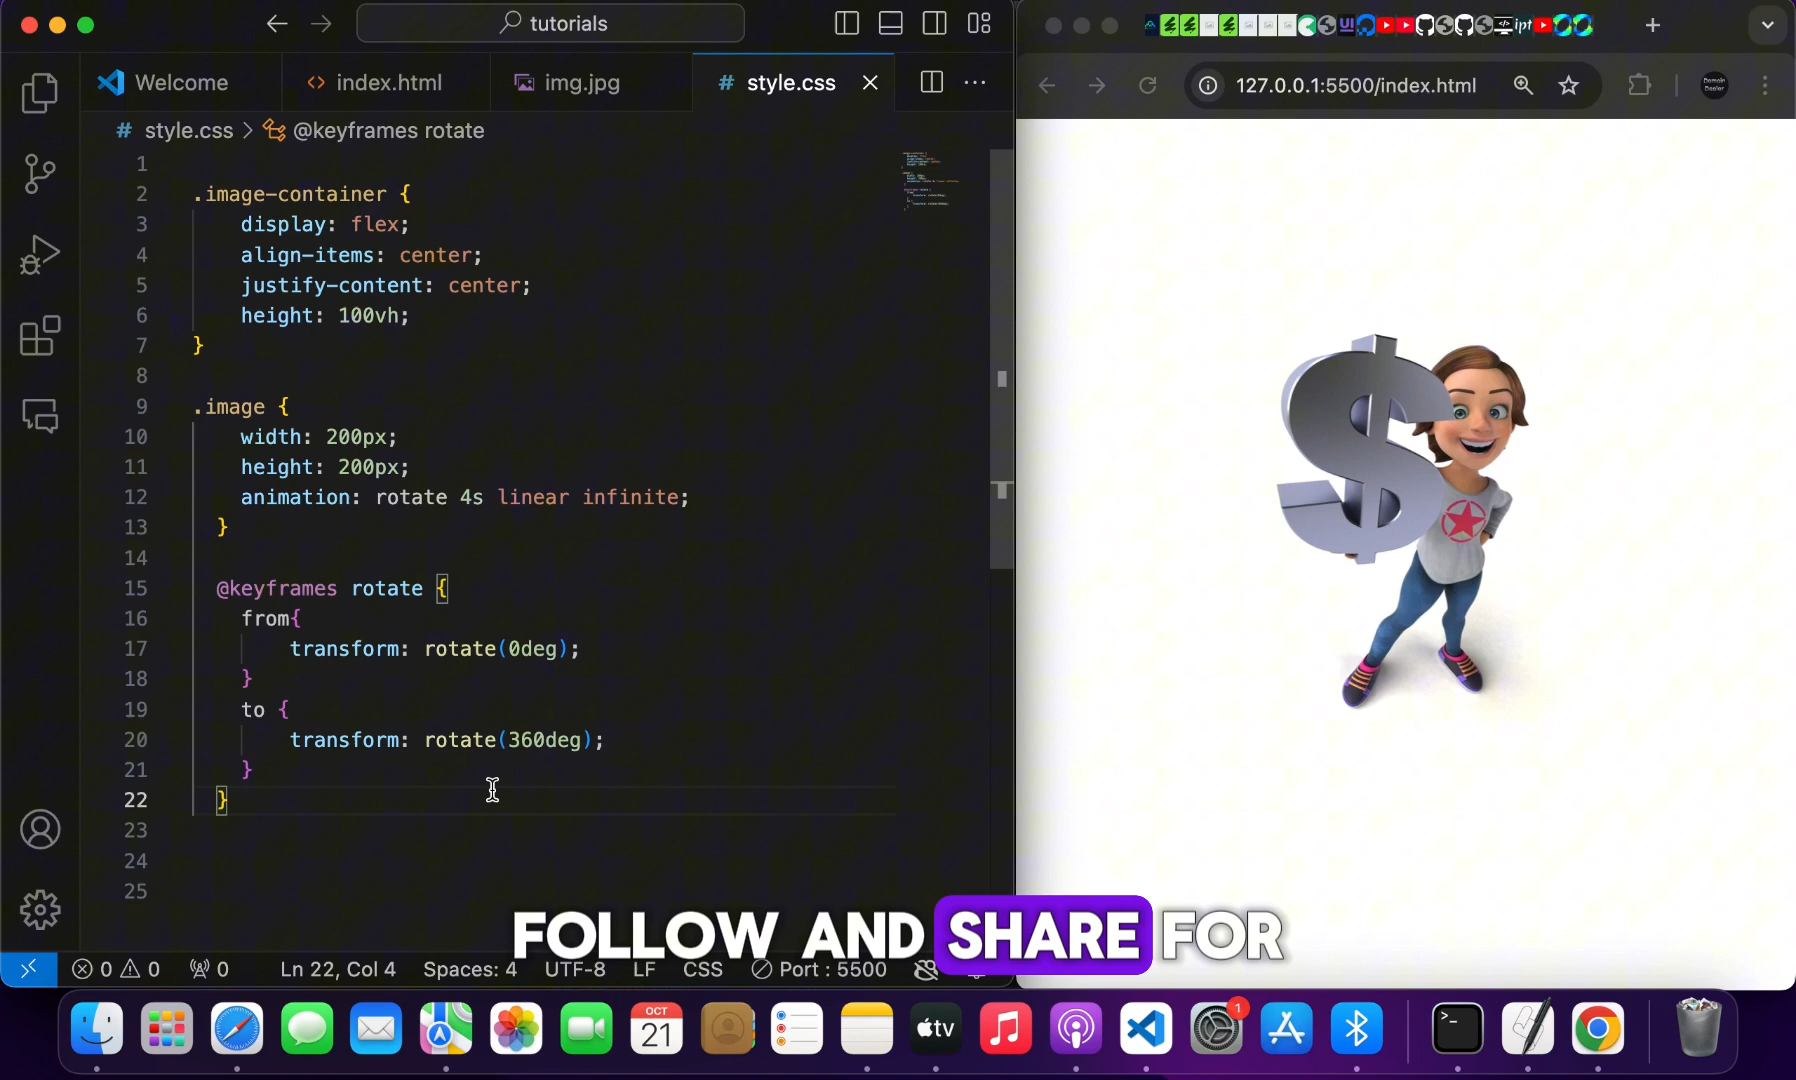 tutorials
Welcome
index.html
img.jpg
# style.css
# style.css > @keyframes rotate
1
2 .image-container {
3 display: flex;
4 align-items: center;
5 justify-content: center;
6 height: 100vh;
7 }
8
9 .image {
10 width: 200px;
11 height: 200px;
12 animation: rotate 4s linear infinite;
13 }
14
15 @keyframes rotate {
16 from{
17 transform: rotate(0deg);
18 }
19 to {
20 transform: rotate(360deg);
21 }
22 }
23
24
25
0 0 0 Ln 22, Col 4 Spaces: 4 UTF-8 LF CSS Port : 5500
127.0.0.1:5500/index.html
FOLLOW AND SHARE FOR
OCT
21
tv
1